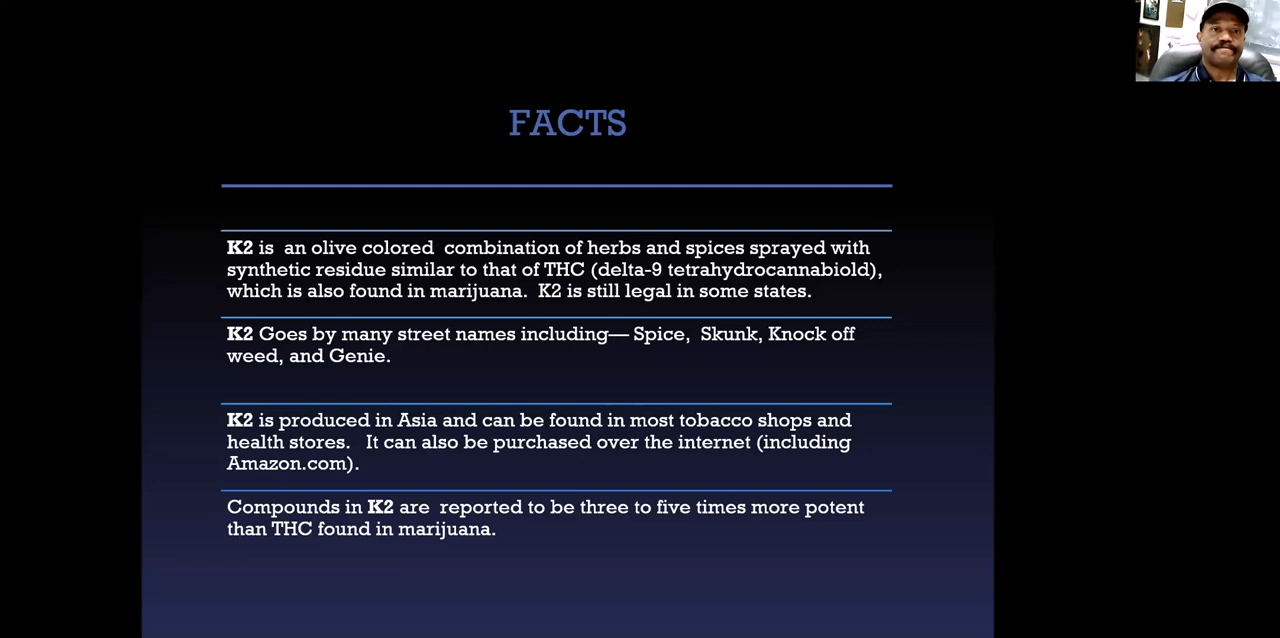 FACTS
K2 is an olive colored combination of herbs and spices sprayed with
synthetic residue similar to that of THC (delta-9 tetrahydrocannabiold),
which is also found in marijuana. K2 is still legal in some states.
K2 Goes by many street names including— Spice, Skunk, Knock off
weed, and Genie.
K2 is produced in Asia and can be found in most tobacco shops and
health stores. It can also be purchased over the internet (including
Amazon.com).
Compounds in K2 are reported to be three to five times more potent
than THC found in marijuana.